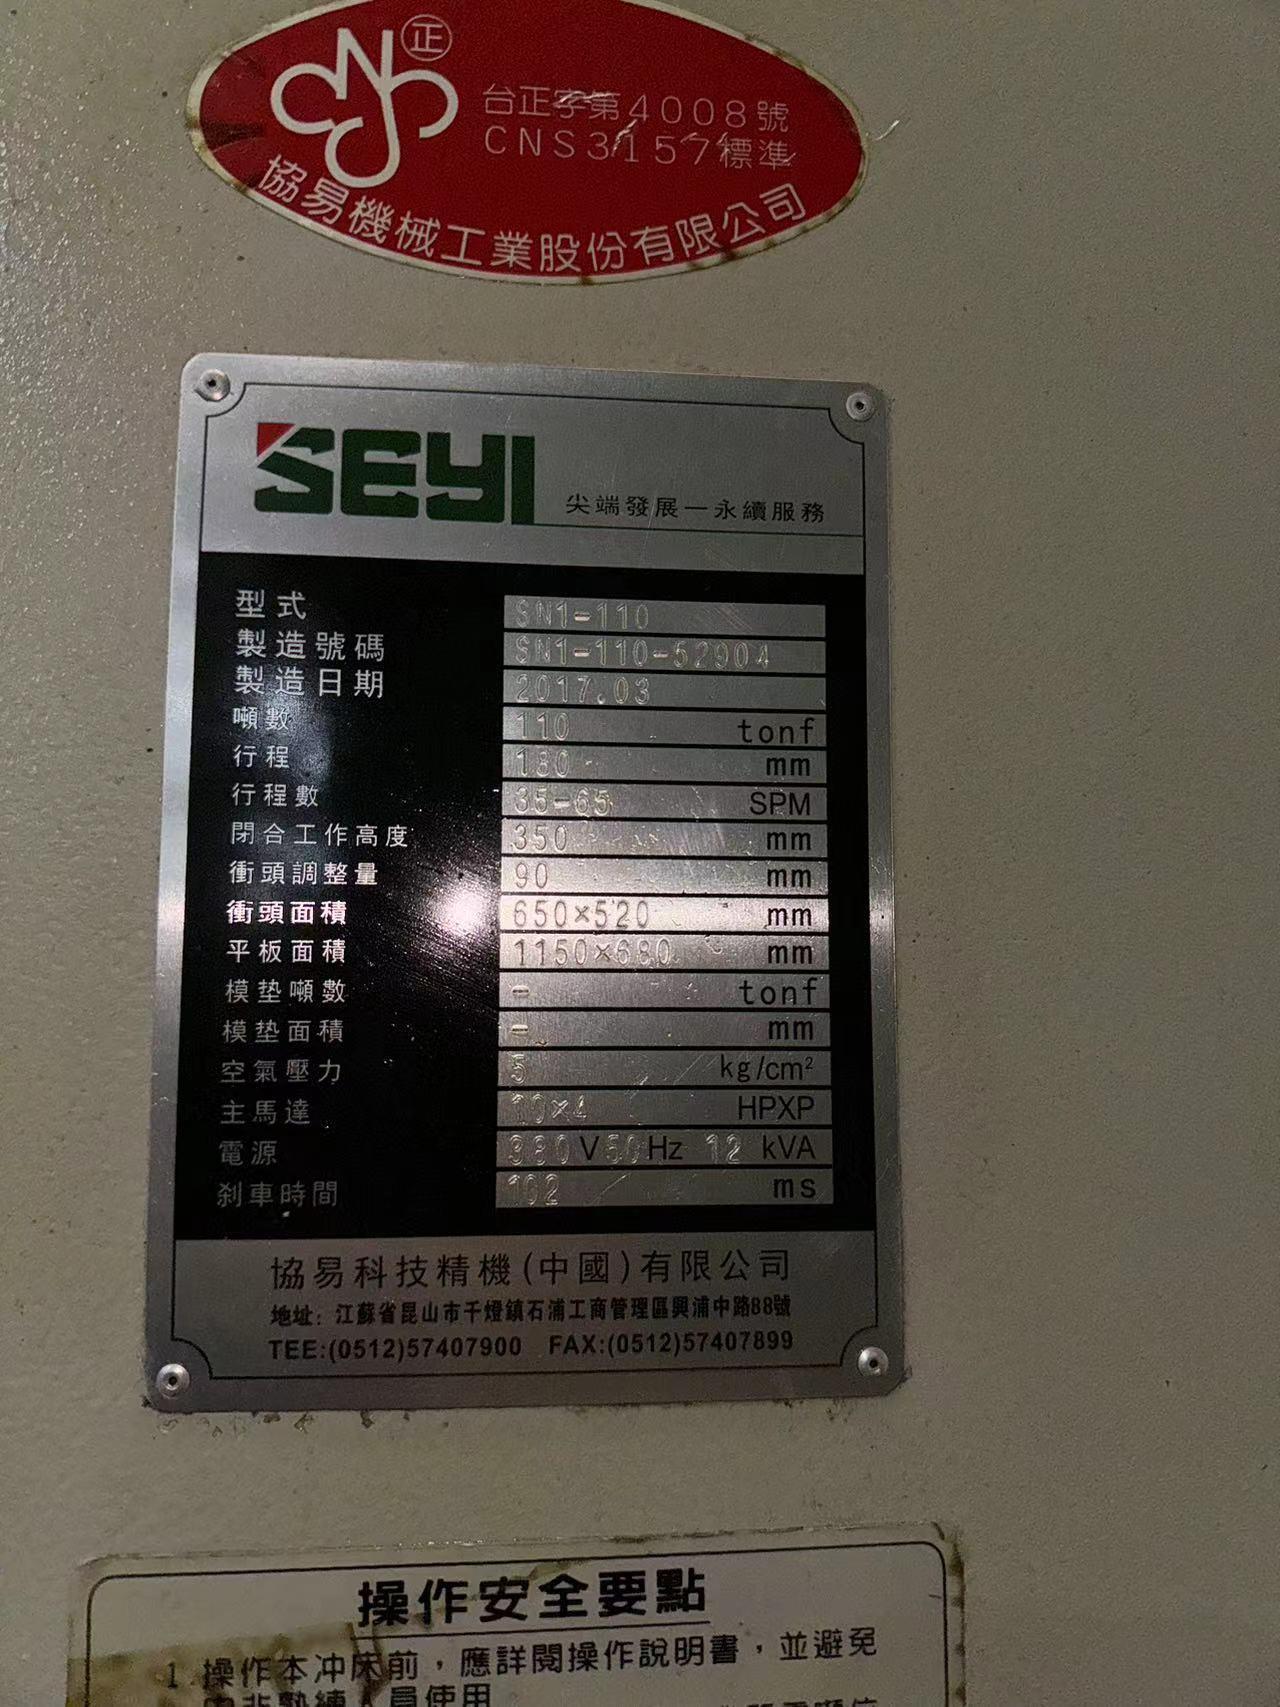 正
台正字第4008號
CNS3157標準
協易機械工業股份有限公司
SEYI
尖端發展一永續服務
型式 SN1-110
製造號碼 SN1-110-52904
製造日期 2017.03
噸數 110 tonf
行程 180 mm
行程數 35-65 SPM
閉合工作高度 350 mm
衝頭調整量 90 mm
衝頭面積 650×520 mm
平板面積 1150×680 mm
模墊噸數 - tonf
模墊面積 - mm
空氣壓力 5 kg/cm²
主馬達 10×4 HPXP
電源 380 V 50 Hz 12 kVA
刹車時間 102 ms
協易科技精機(中國)有限公司
地址: 江蘇省昆山市千燈鎮石浦工商管理區興浦中路88號
TEE:(0512)57407900 FAX:(0512)57407899
操作安全要點
1 操作本冲床前，應詳閱操作說明書，並避免
非熟練人員使用